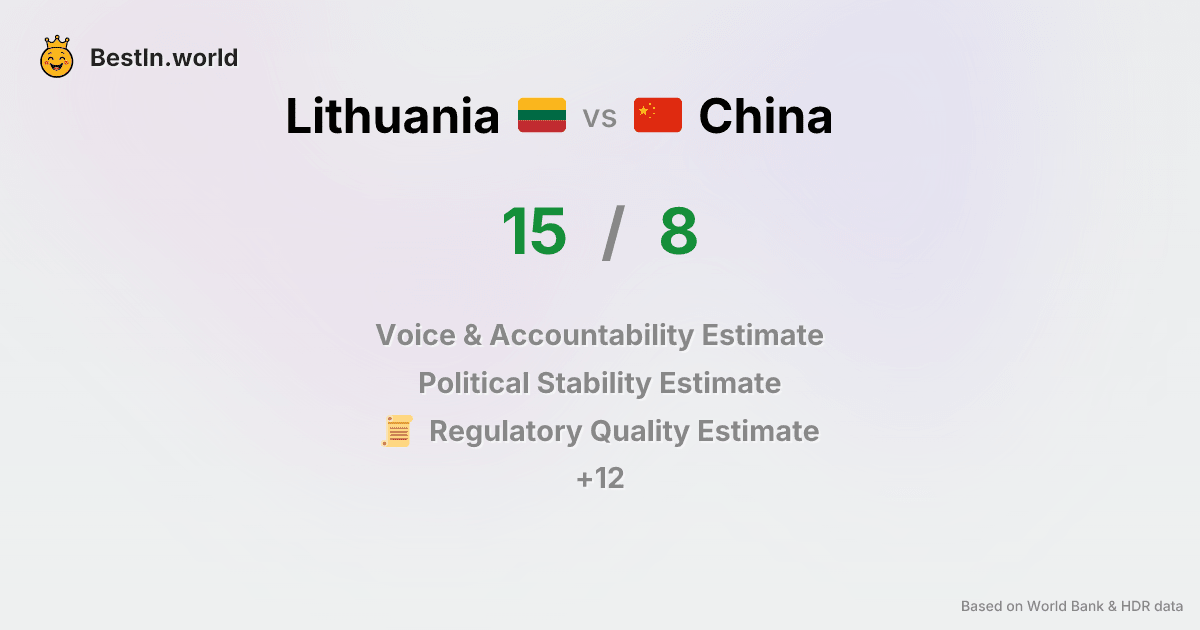 BestIn.world
Lithuania vs China
15 / 8
Voice & Accountability Estimate
Political Stability Estimate
Regulatory Quality Estimate
+12
Based on World Bank & HDR data